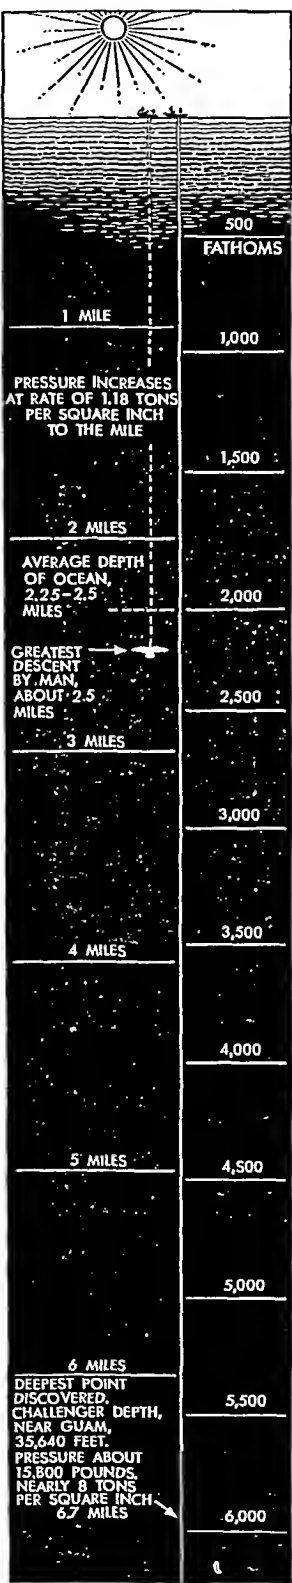 500
FATHOMS
1 MILE
1,000
PRESSURE INCREASES
AT RATE OF 1.18 TONS
PER SQUARE INCH
TO THE MILE
1,500
2 MILES
AVERAGE DEPTH
OF OCEAN,
2.25–2.5
MILES
2,000
GREATEST
DESCENT
BY MAN,
ABOUT 2.5
MILES
2,500
3 MILES
3,000
3,500
4 MILES
4,000
5 MILES
4,500
5,000
6 MILES
DEEPEST POINT
DISCOVERED,
CHALLENGER DEPTH,
NEAR GUAM,
35,640 FEET.
PRESSURE ABOUT
15,800 POUNDS,
NEARLY 8 TONS
PER SQUARE INCH
6.7 MILES
5,500
6,000